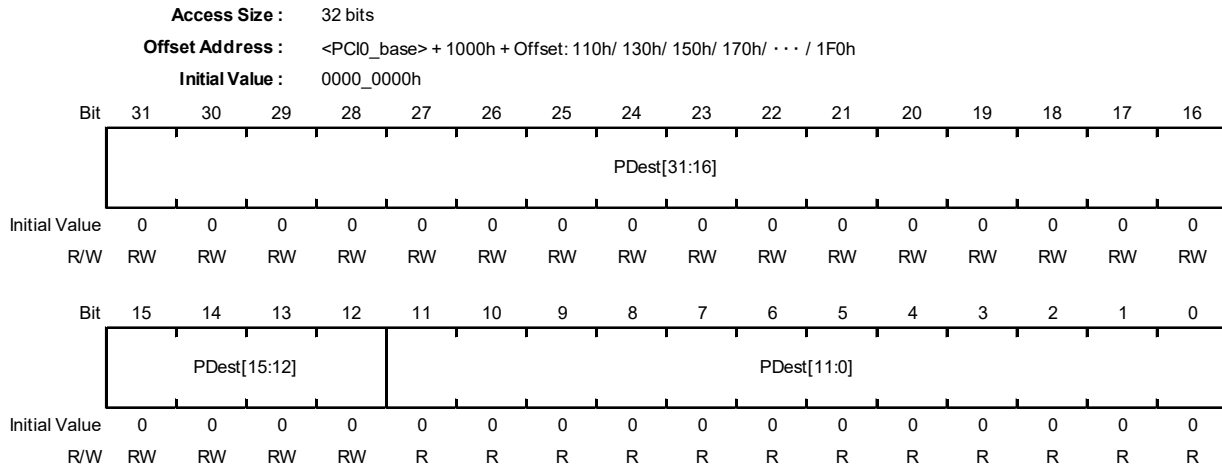 Access Size : 32 bits
Offset Address : <PCI0_base> + 1000h + Offset: 110h/ 130h/ 150h/ 170h/ ・・・ / 1F0h
Initial Value : 0000_0000h
Bit 31 30 29 28 27 26 25 24 23 22 21 20 19 18 17 16
PDest[31:16]
Initial Value 0 0 0 0 0 0 0 0 0 0 0 0 0 0 0 0
R/W RW RW RW RW RW RW RW RW RW RW RW RW RW RW RW RW
Bit 15 14 13 12 11 10 9 8 7 6 5 4 3 2 1 0
PDest[15:12] PDest[11:0]
Initial Value 0 0 0 0 0 0 0 0 0 0 0 0 0 0 0 0
R/W RW RW RW RW R R R R R R R R R R R R